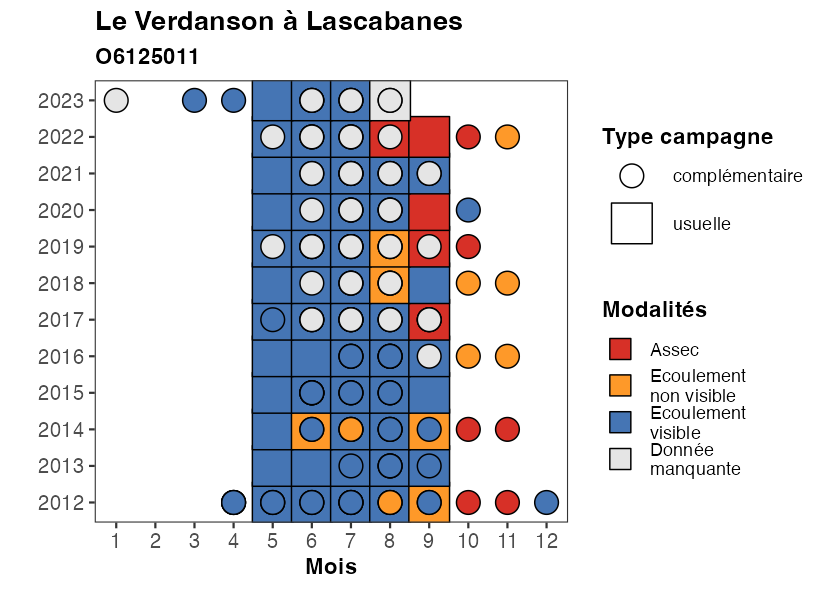 Le Verdanson à Lascabanes
O6125011
2023
2022
2021
2020
2019
2018
2017
2016
2015
2014
2013
2012
1 2 3 4 5 6 7 8 9 10 11 12
Mois
Type campagne
complémentaire
usuelle
Modalités
Assec
Ecoulement
non visible
Ecoulement
visible
Donnée
manquante